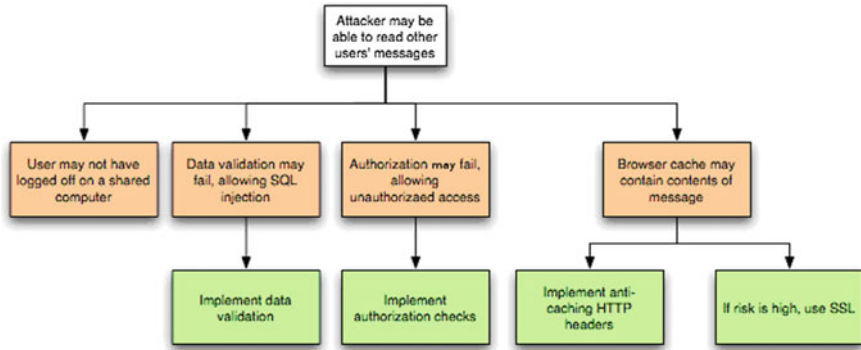 Attacker may be
able to read other
users' messages
User may not have
logged off on a shared
computer
Data validation may
fail, allowing SQL
injection
Authorization may fail,
allowing
unauthorizaed access
Browser cache may
contain contents of
message
Implement data
validation
Implement
authorization checks
Implement anti-
caching HTTP
headers
If risk is high, use SSL